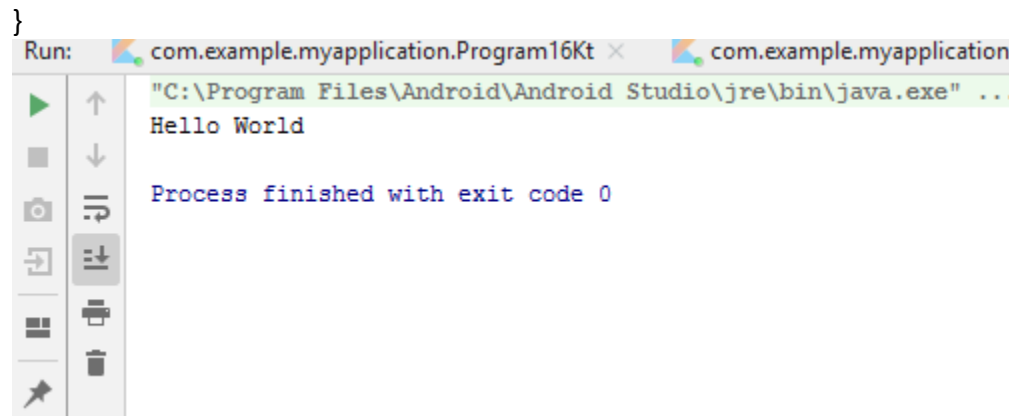 }
Run: com.example.myapplication.Program16Kt × com.example.myapplication
"C:\Program Files\Android\Android Studio\jre\bin\java.exe" ...
Hello World
Process finished with exit code 0